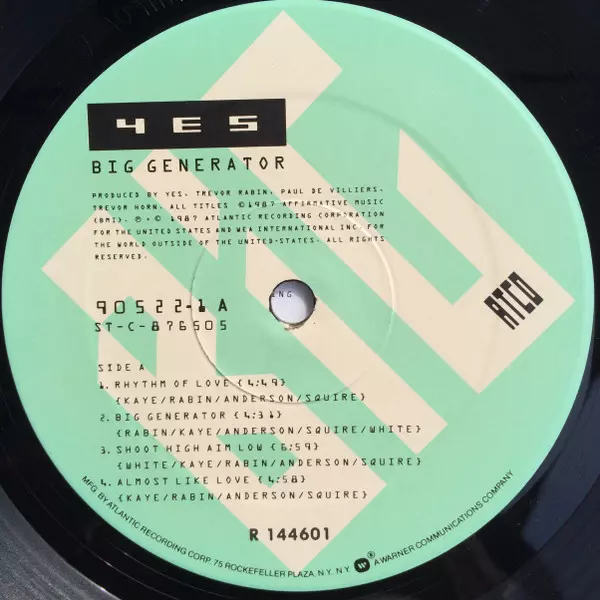 YES
BIG GENERATOR
PRODUCED BY YES, TREVOR RABIN, PAUL DE VILLIERS,
TREVOR HORN. ALL TITLES ©1987 AFFIRMATIVE MUSIC
(BMI). ℗ · © 1987 ATLANTIC RECORDING CORPORATION
FOR THE UNITED STATES AND WEA INTERNATIONAL INC. FOR
THE WORLD OUTSIDE OF THE UNITED-STATES. ALL RIGHTS
RESERVED.
90522-1 A
ST-C-876505
ATCO
SIDE A
1. RHYTHM OF LOVE {4:49}
{KAYE/RABIN/ANDERSON/SQUIRE}
2. BIG GENERATOR {4:31}
{RABIN/KAYE/ANDERSON/SQUIRE/WHITE}
3. SHOOT HIGH AIM LOW {6:59}
{WHITE/KAYE/RABIN/ANDERSON/SQUIRE}
4. ALMOST LIKE LOVE {4:58}
{KAYE/RABIN/ANDERSON/SQUIRE}
R 144601
MFG. BY ATLANTIC RECORDING CORP. 75 ROCKEFELLER PLAZA, N.Y. N.Y. W ® A WARNER COMMUNICATIONS COMPANY